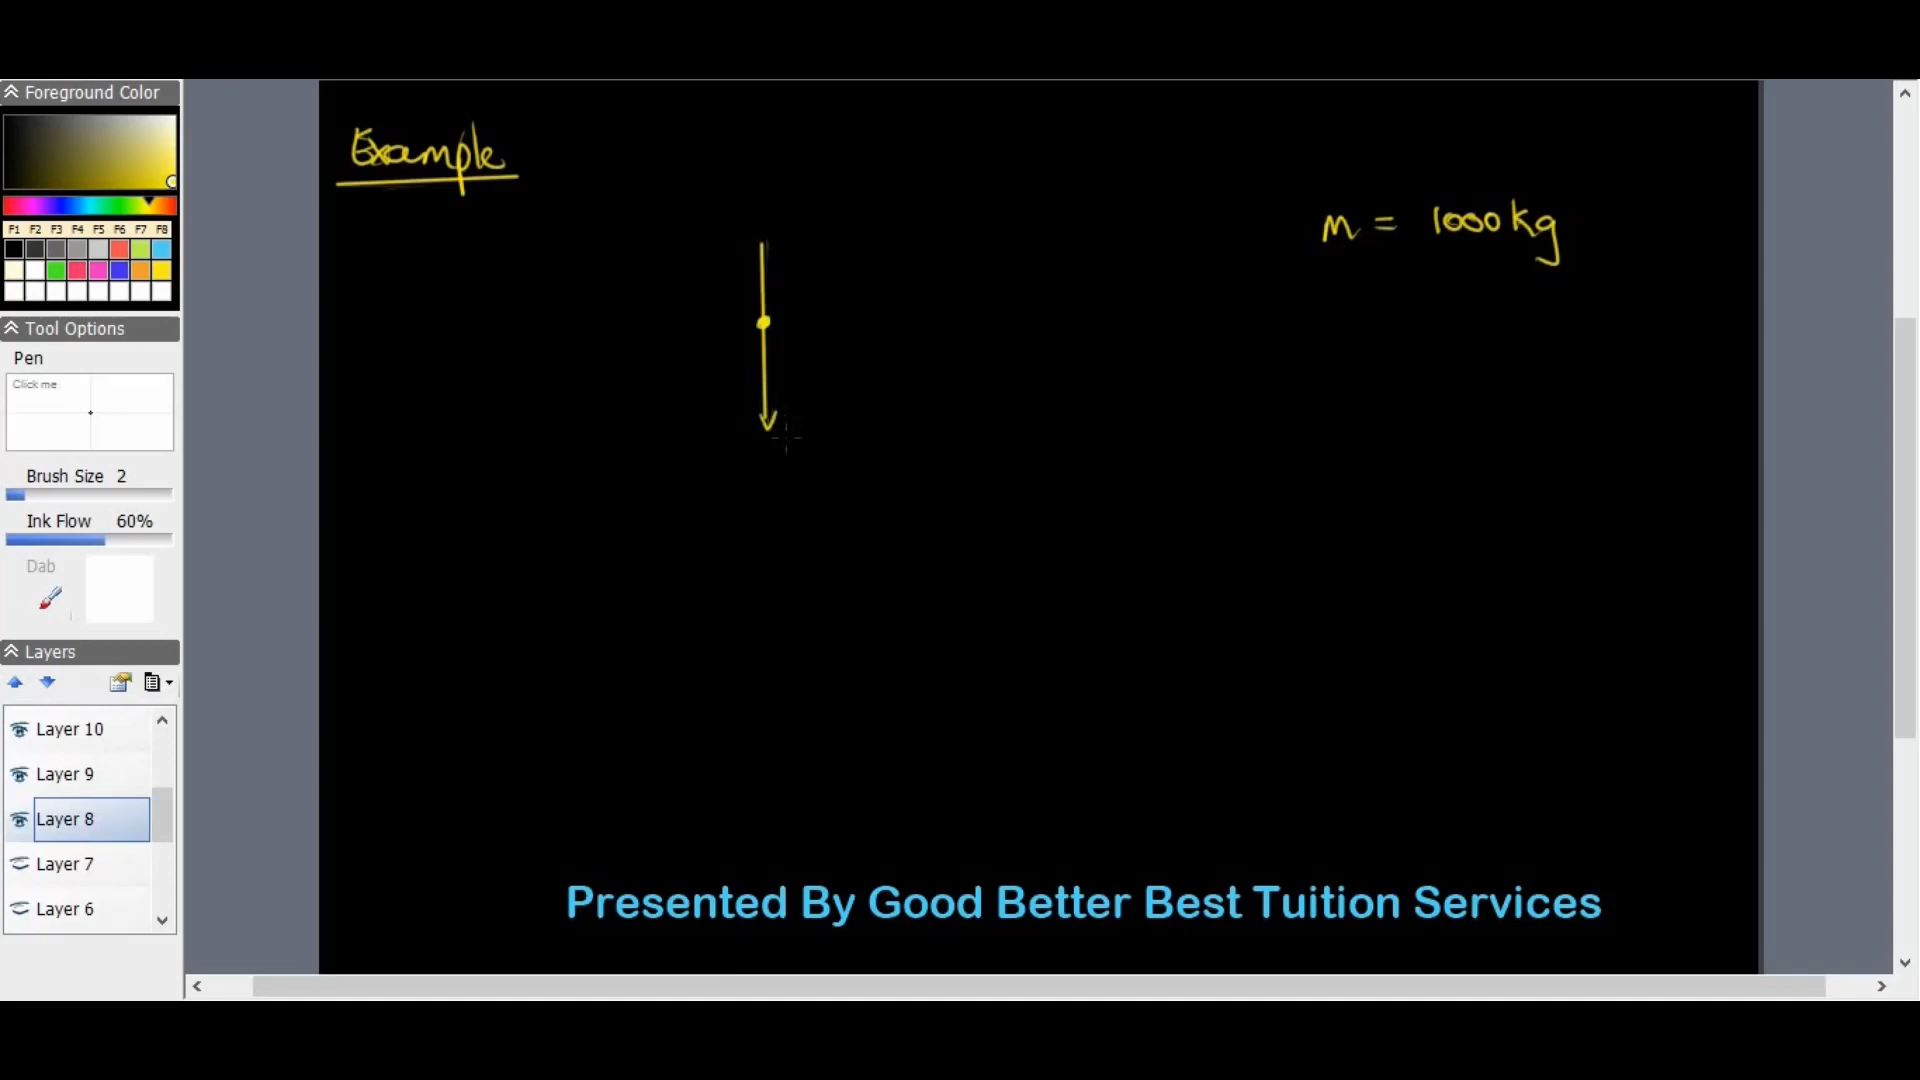 Foreground Color
F1 F2 F3 F4 F5 F6 F7 F8
Tool Options
Pen
Click me
Brush Size 2
Ink Flow 60%
Dab
Layers
Layer 10
Layer 9
Layer 8
Layer 7
Layer 6
Example
m = 1000 kg
Presented By Good Better Best Tuition Services